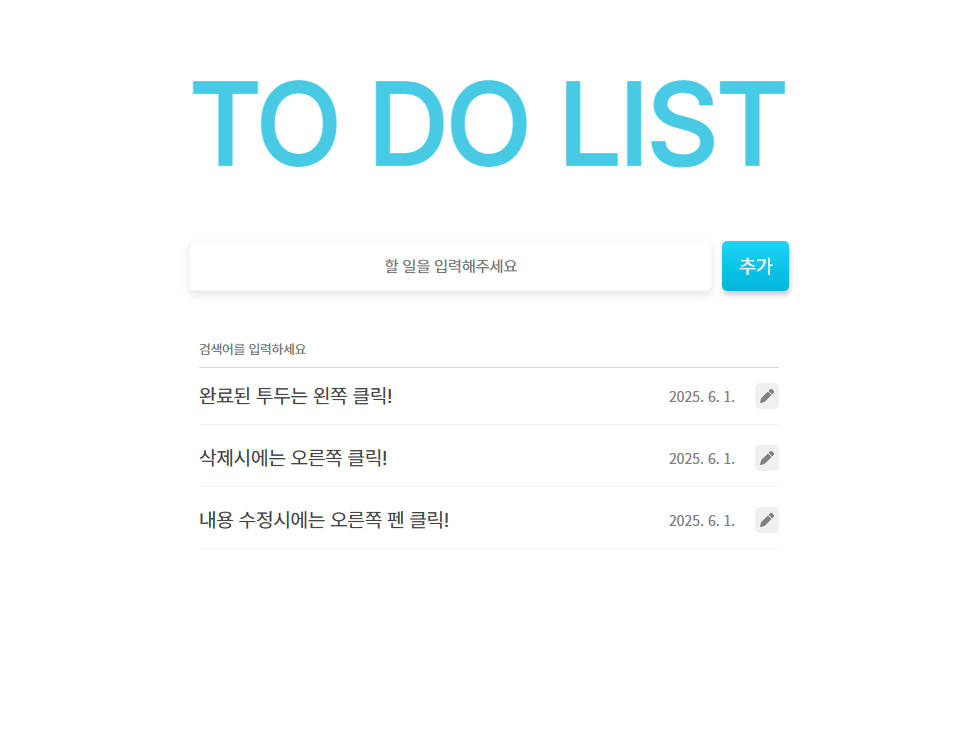 TO DO LIST
할 일을 입력해주세요
추가
검색어를 입력하세요
완료된 투두는 왼쪽 클릭!
2025. 6. 1.
삭제시에는 오른쪽 클릭!
2025. 6. 1.
내용 수정시에는 오른쪽 펜 클릭!
2025. 6. 1.